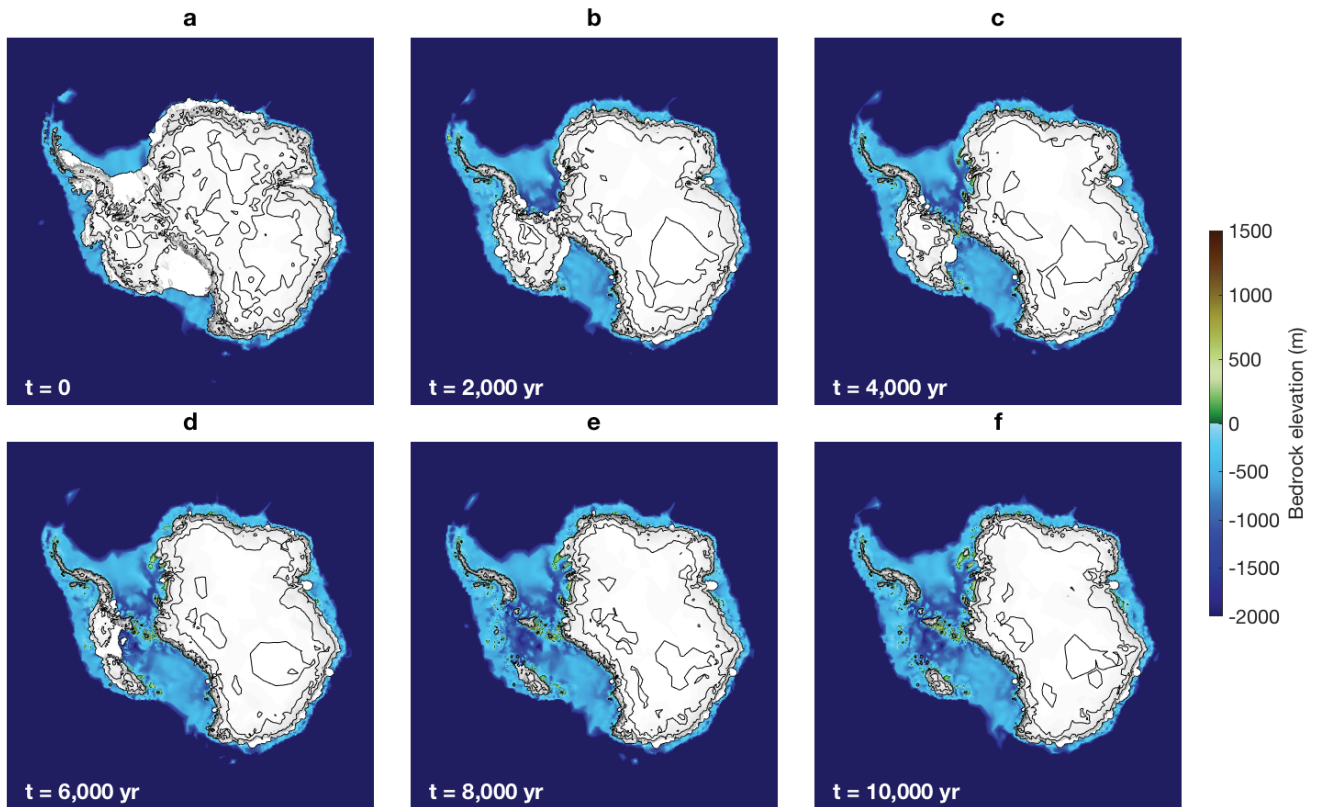 a
b
c
t = 0
t = 2,000 yr
t = 4,000 yr
d
e
f
t = 6,000 yr
t = 8,000 yr
t = 10,000 yr
1500
1000
500
0
-500
-1000
-1500
-2000
Bedrock elevation (m)